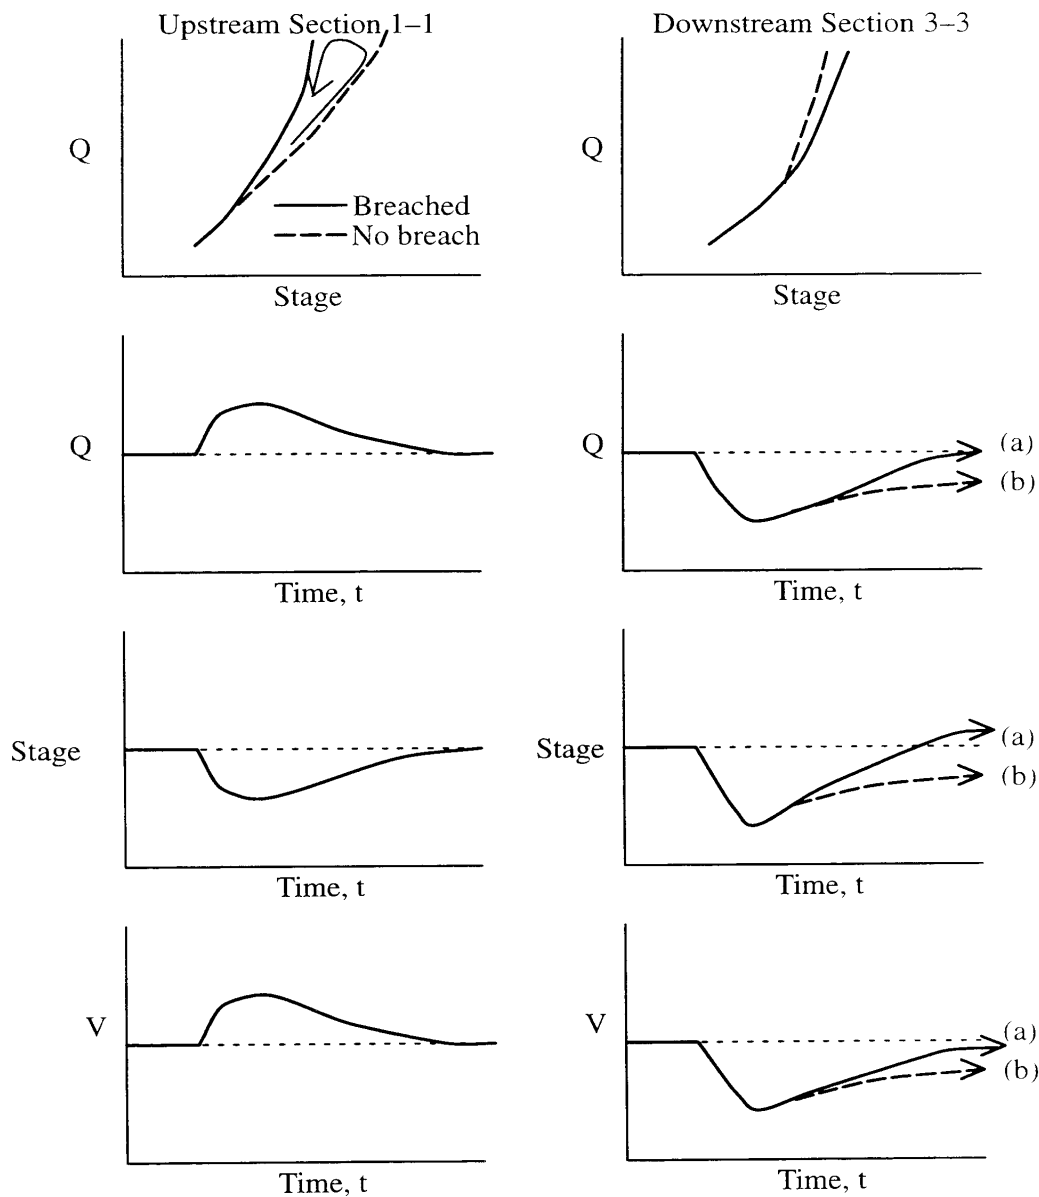 Upstream Section 1–1
Downstream Section 3–3
Q
Breached
No breach
Stage
Q
Stage
Q
Time, t
Q
(a)
(b)
Time, t
Stage
Time, t
Stage
(a)
(b)
Time, t
V
Time, t
V
(a)
(b)
Time, t